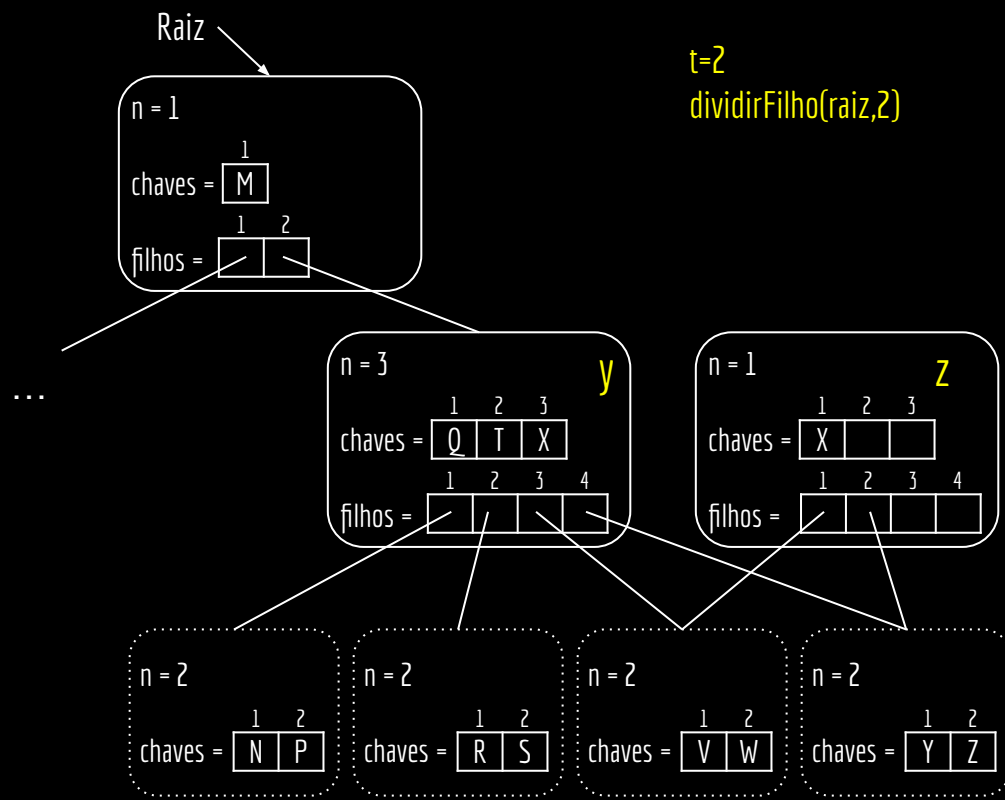 Raiz
t=2
dividirFilho(raiz,2)
n = 1
1
chaves = M
1 2
filhos =
...
n = 3 y
1 2 3
chaves = Q T X
1 2 3 4
filhos =
n = 1 z
1 2 3
chaves = X
1 2 3 4
filhos =
n = 2
1 2
chaves = N P
n = 2
1 2
chaves = R S
n = 2
1 2
chaves = V W
n = 2
1 2
chaves = Y Z